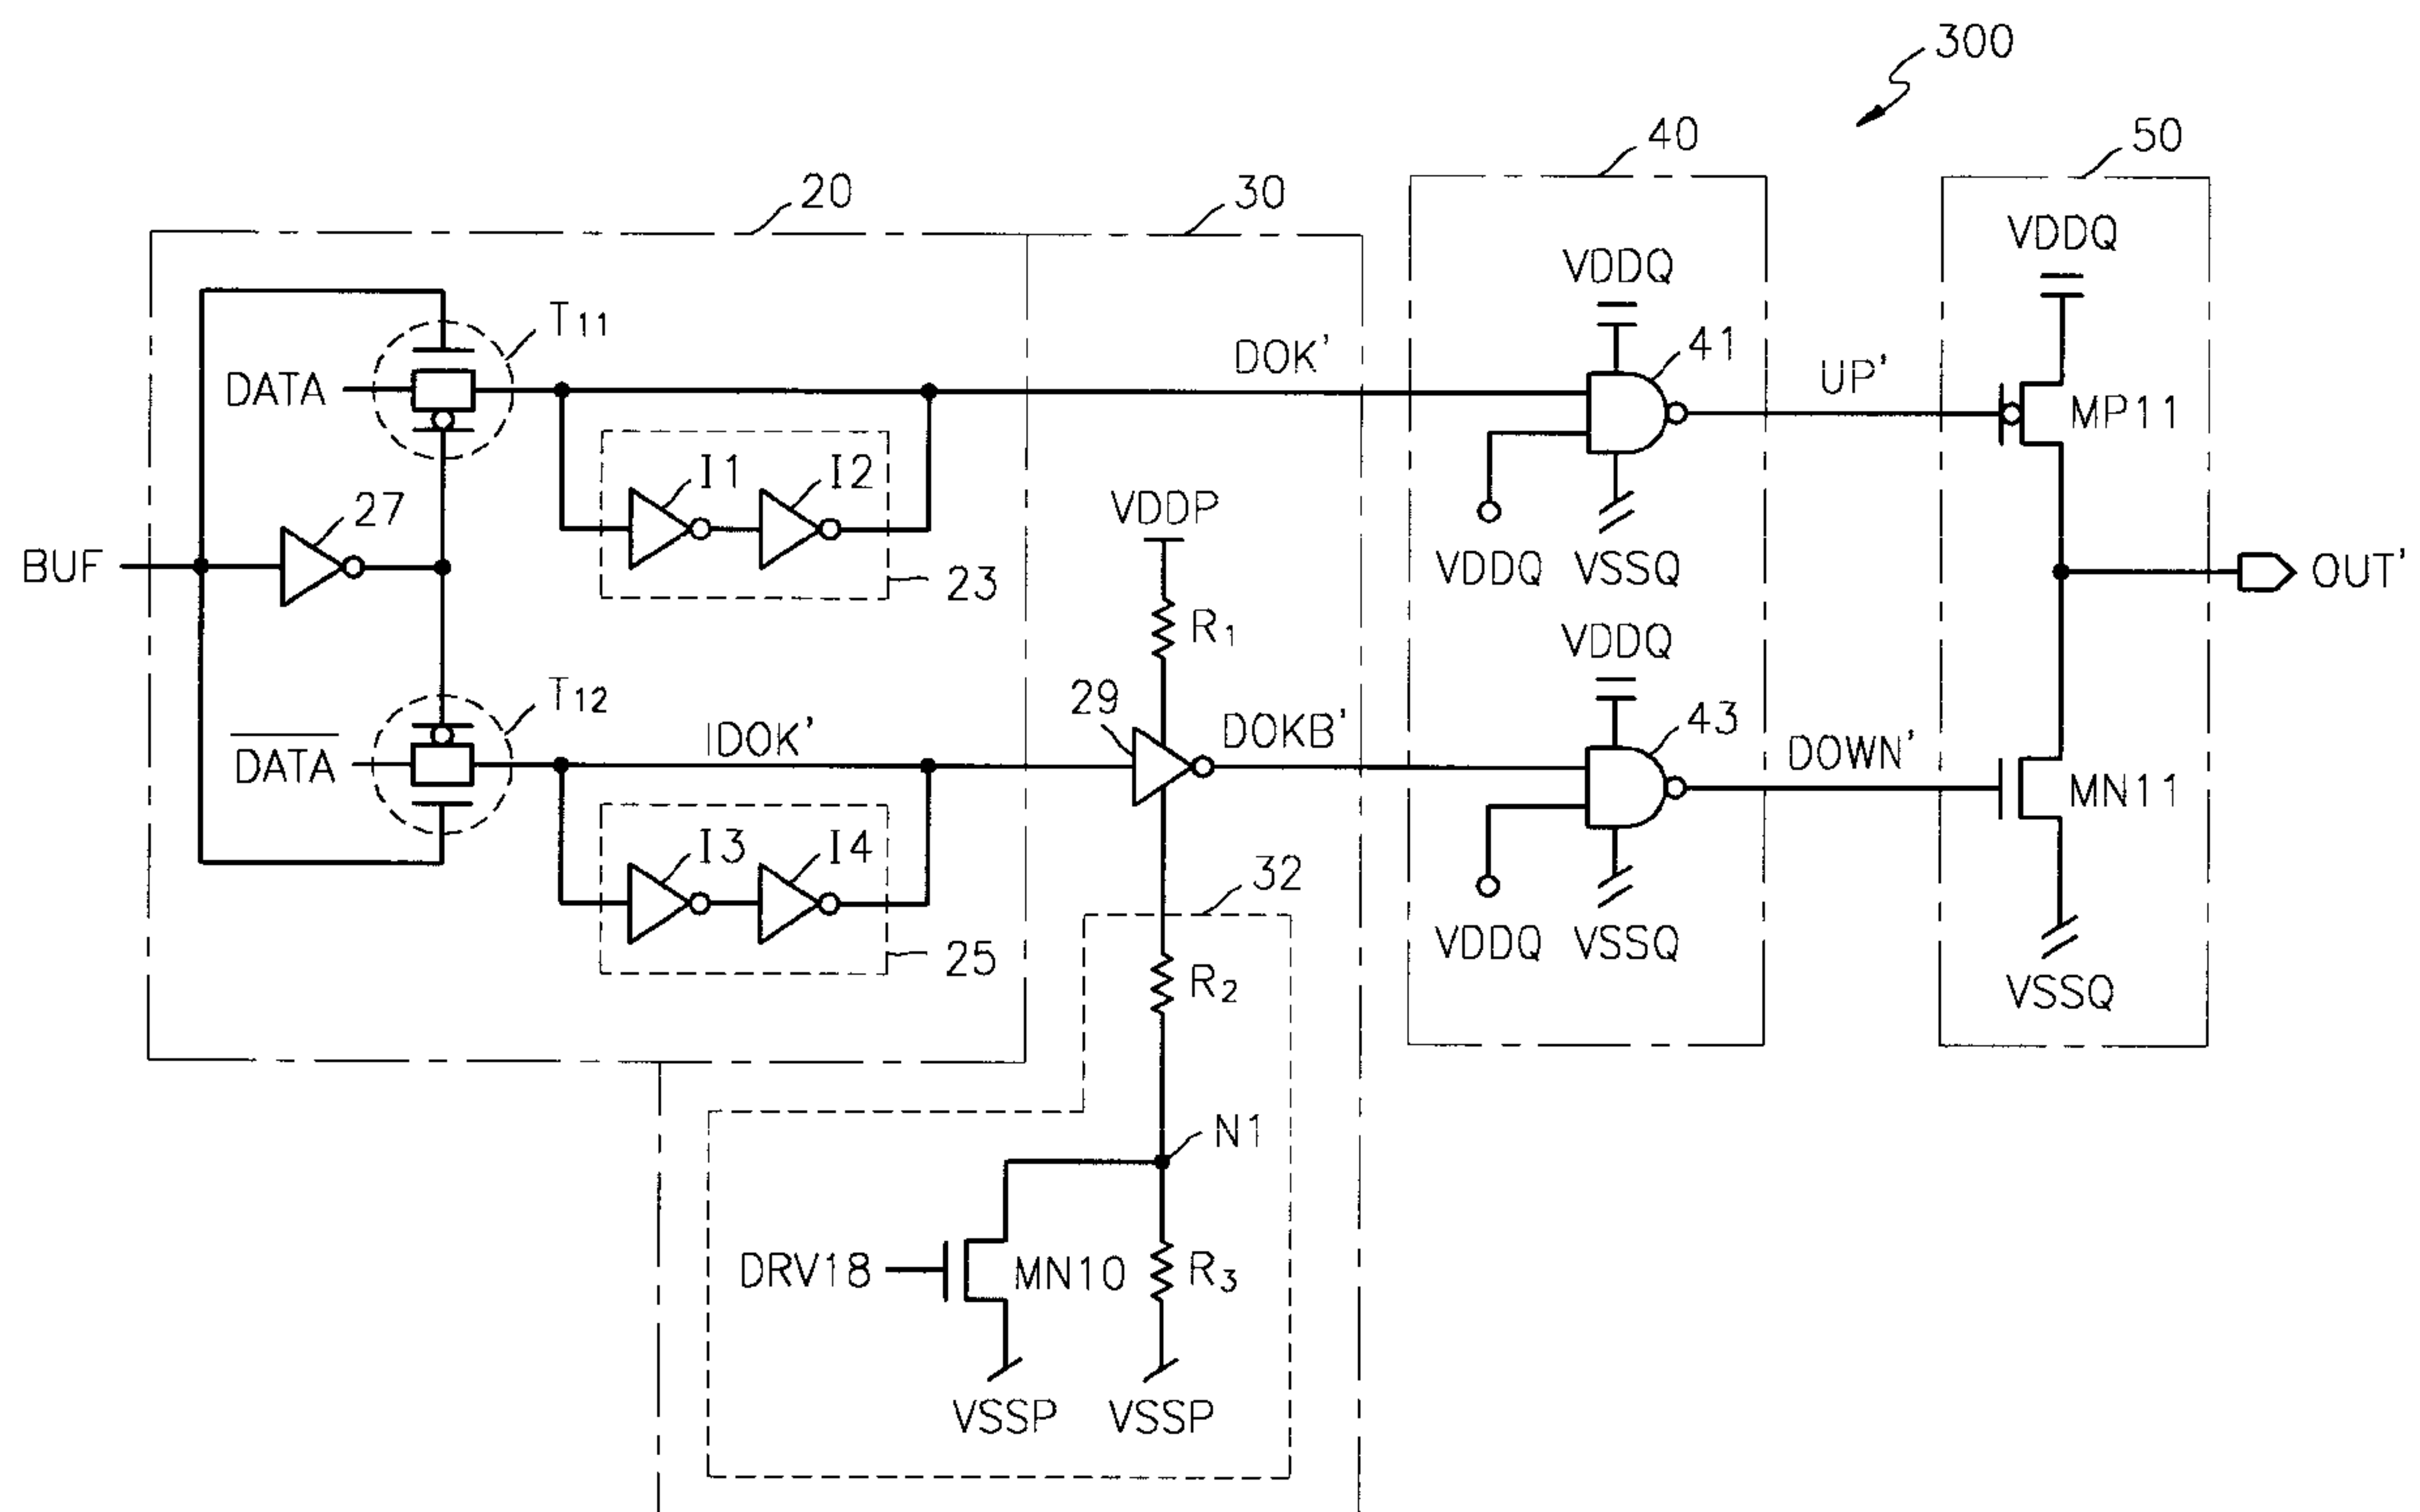 300
40
50
20
30
VDDQ
VDDQ
T11
41
DOK'
UP'
DATA
MP11
I1
I2
VDDP
27
BUF
23
VDDQ
VSSQ
OUT'
R1
VDDQ
T12
29
43
IDOK'
DOKB'
DOWN'
DATA
MN11
I3
I4
32
25
VDDQ
VSSQ
R2
VSSQ
N1
DRV18
MN10
R3
VSSP
VSSP